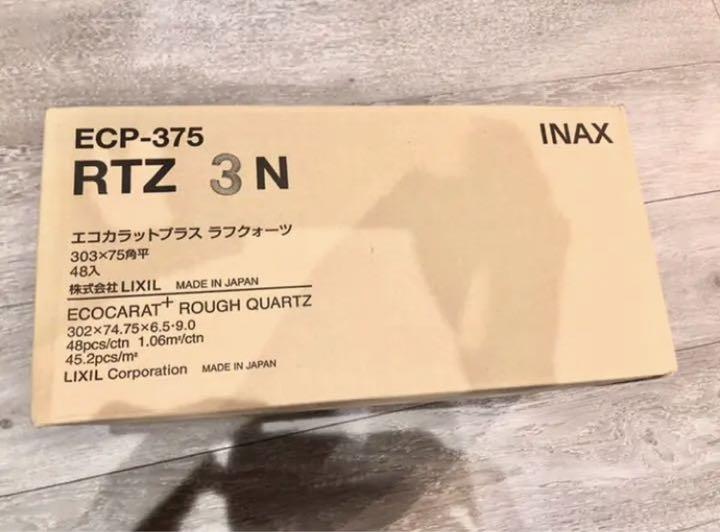 ECP-375
INAX
RTZ 3N
エコカラットプラス ラフクォーツ
303×75角平
48入
株式会社LIXIL MADE IN JAPAN
ECOCARAT+ ROUGH QUARTZ
302×74.75×6.5・9.0
48pcs/ctn 1.06m²/ctn
45.2pcs/m²
LIXIL Corporation MADE IN JAPAN